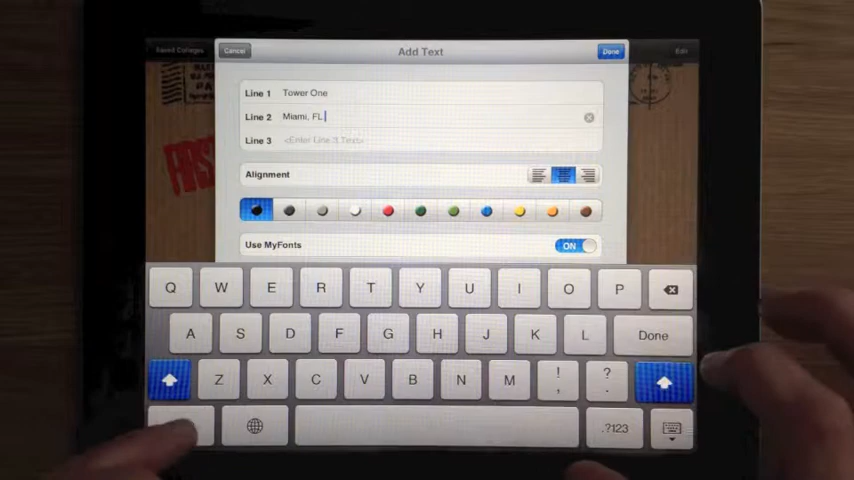 Saved Collages
Cancel
Add Text
Done
Edit
Line 1 Tower One
Line 2 Miami, FL
Line 3 <Enter Line 3 Text>
FIRST
Alignment
Use MyFonts
ON
Q W E R T Y U I O P
A S D F G H J K L Done
Z X C V B N M ! , ? .
.?123